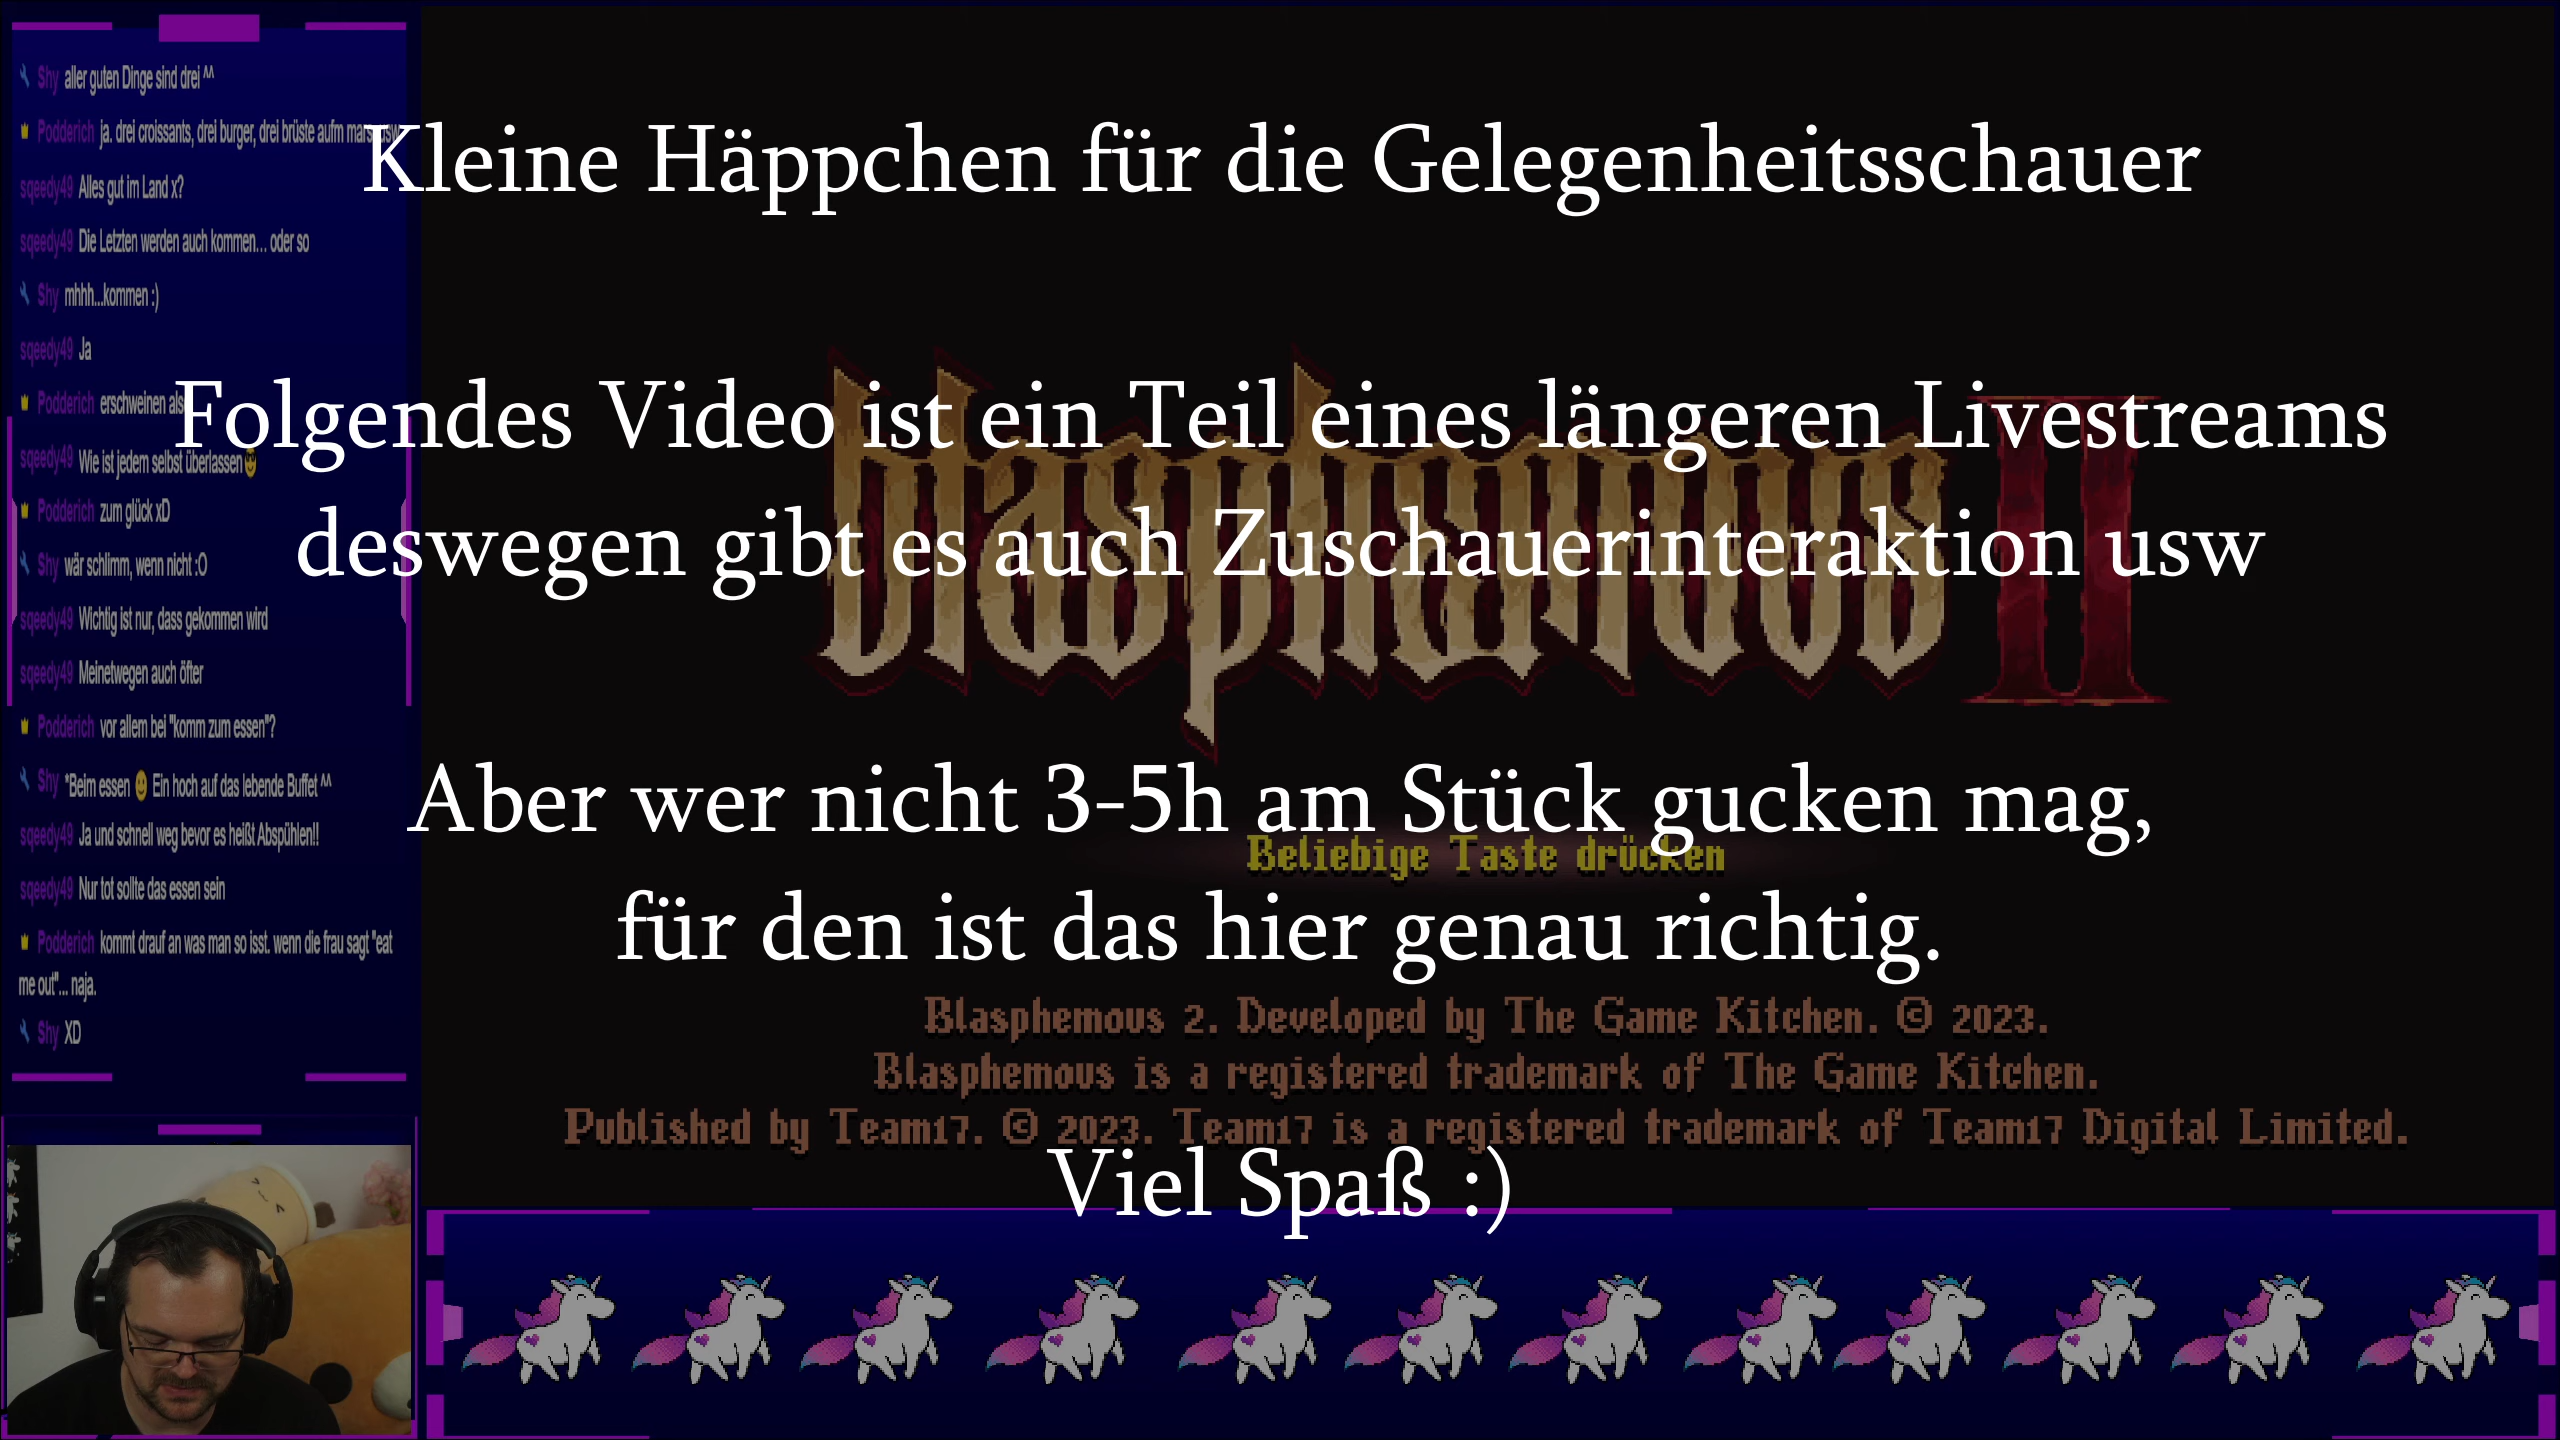 Shy aller guten Dinge sind drei ^^
Podderich ja. drei croissants, drei burger, drei brüste aufm mars
sqeedy49 Alles gut im Land x?
sqeedy49 Die Letzten werden auch kommen... oder so
Shy mhhh...kommen :)
sqeedy49 Ja
Podderich erschweinen
sqeedy49 Wie ist jedem selbst überlassen
Podderich zum glück xD
Shy wär schlimm, wenn nicht :O
sqeedy49 Wichtig ist nur, dass gekommen wird
sqeedy49 Meinetwegen auch öfter
Podderich vor allem bei "komm zum essen"?
Shy *Beim essen 🙂 Ein hoch auf das lebende Buffet ^^
sqeedy49 Ja und schnell weg bevor es heißt Abspühlen!!
sqeedy49 Nur tot sollte das essen sein
Podderich kommt drauf an was man so isst. wenn die frau sagt "eat
me out"... naja.
Shy XD
Kleine Häppchen für die Gelegenheitsschauer
Folgendes Video ist ein Teil eines längeren Livestreams
deswegen gibt es auch Zuschauerinteraktion usw
Aber wer nicht 3-5h am Stück gucken mag,
für den ist das hier genau richtig.
Viel Spaß :)
blasphemous II
Beliebige Taste drücken
Blasphemous 2. Developed by The Game Kitchen. © 2023.
Blasphemous is a registered trademark of The Game Kitchen.
Published by Team17. © 2023. Team17 is a registered trademark of Team17 Digital Limited.